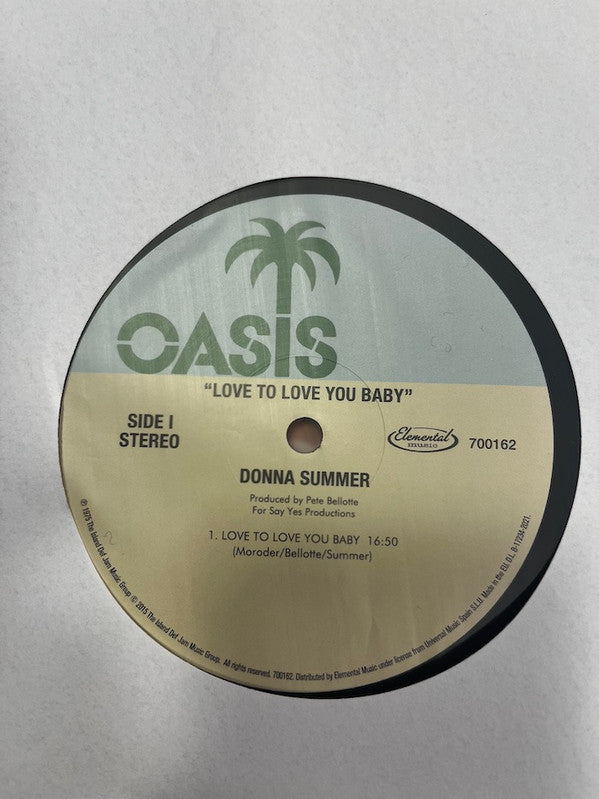 OASIS
"LOVE TO LOVE YOU BABY"
SIDE I
STEREO
Elemental
music
700162
DONNA SUMMER
Produced by Pete Bellotte
For Say Yes Productions
1. LOVE TO LOVE YOU BABY 16:50
(Moroder/Bellotte/Summer)
℗ 1975 The Island Def Jam Music Group © 2015 The Island Def Jam Music Group. All rights reserved. 700162. Distributed by Elemental Music under license from Universal Music Spain S.L.U. Made in the EU. D.L. B-17234-2021.